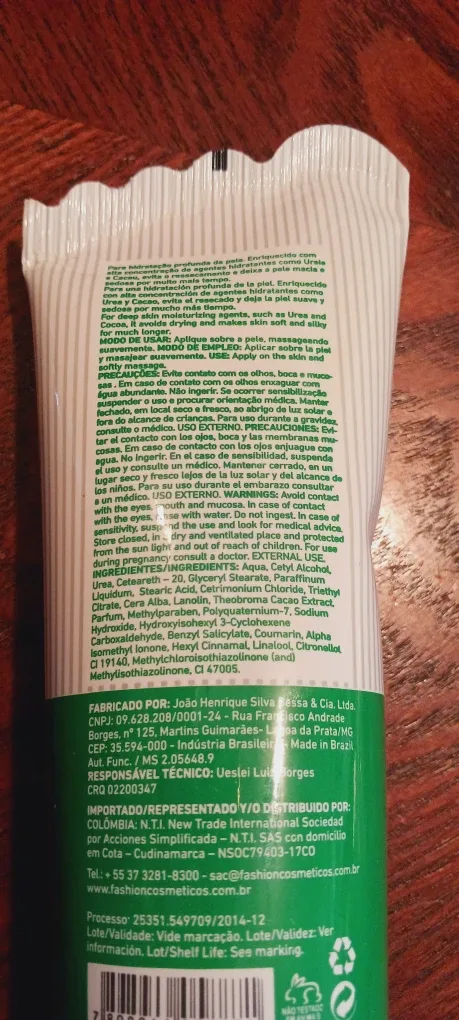 Para hidratação profunda da pele. Enriquecido com
alta concentração de agentes hidratantes como Ureia
e Cacau, evita o ressecamento e deixa a pele macia e
sedosa por muito mais tempo.
Para una hidratación profunda de la piel. Enriquecido
con alta concentración de agentes hidratantes como
Urea y Cacao, evita el resecado y deja la piel suave y
sedosa por mucho más tiempo.
For deep skin moisturizing agents, such as Urea and
Cocoa, it avoids drying and makes skin soft and silky
for much longer.
MODO DE USAR: Aplique sobre a pele, massageando
suavemente. MODO DE EMPLEO: Aplicar sobre la piel
y masajear suavemente. USE: Apply on the skin and
softly massage.
PRECAUÇÕES: Evite contato com os olhos, boca e muco-
sas . Em caso de contato com os olhos enxaguar com
água abundante. Não ingerir. Se ocorrer sensibilização
suspender o uso e procurar orientação médica. Manter
fechado, em local seco e fresco, ao abrigo de luz solar e
fora do alcance de crianças. Para uso durante a gravidez,
consulte o médico. USO EXTERNO. PRECAUCIONES: Evi-
tar el contacto con los ojos, boca y las membranas mu-
cosas. Em caso de contacto con los ojos enjuague con
agua. No ingerir. En el caso de sensibilidad, suspenda
el uso y consulte un médico. Mantener cerrado, en un
lugar seco y fresco lejos de la luz solar y del alcance de
los niños. Para su uso durante el embarazo consultar
a un médico. USO EXTERNO. WARNINGS: Avoid contact
with the eyes, mouth and mucosa. In case of contact
with the eyes, rinse with water. Do not ingest. In case of
sensitivity, suspend the use and look for medical advice.
Store closed, in a dry and ventilated place and protected
from the sun light and out of reach of children. For use
during pregnancy consult a doctor. EXTERNAL USE.
INGREDIENTES/INGREDIENTS: Aqua, Cetyl Alcohol,
Urea, Ceteareth – 20, Glyceryl Stearate, Paraffinum
Liquidum, Stearic Acid, Cetrimonium Chloride, Triethyl
Citrate, Cera Alba, Lanolin, Theobroma Cacao Extract,
Parfum, Methylparaben, Polyquaternium-7, Sodium
Hydroxide, Hydroxyisohexyl 3-Cyclohexene
Carboxaldehyde, Benzyl Salicylate, Coumarin, Alpha
Isomethyl Ionone, Hexyl Cinnamal, Linalool, Citronellol
CI 19140, Methylchloroisothiazolinone (and)
Methylisothiazolinone, CI 47005.
FABRICADO POR: João Henrique Silva Bessa & Cia. Ltda.
CNPJ: 09.628.208/0001-24 - Rua Francisco Andrade
Borges, nº 125, Martins Guimarães- Lagoa da Prata/MG
CEP: 35.594-000 - Indústria Brasileira - Made in Brazil
Aut. Func. / MS 2.05648.9
RESPONSÁVEL TÉCNICO: Ueslei Luis Borges
CRQ 02200347
IMPORTADO/REPRESENTADO Y/O DISTRIBUIDO POR:
COLÔMBIA: N.T.I. New Trade International Sociedad
por Acciones Simplificada – N.T.I. SAS con domicilio
em Cota – Cudinamarca – NSOC79403-17CO
Tel.: + 55 37 3281-8300 - sac@fashioncosmeticos.com.br
www.fashioncosmeticos.com.br
Processo: 25351.549709/2014-12
Lote/Validade: Vide marcação. Lote/Validez: Ver
información. Lot/Shelf Life: See marking.
NÃO TESTADO
EM ANIMAIS